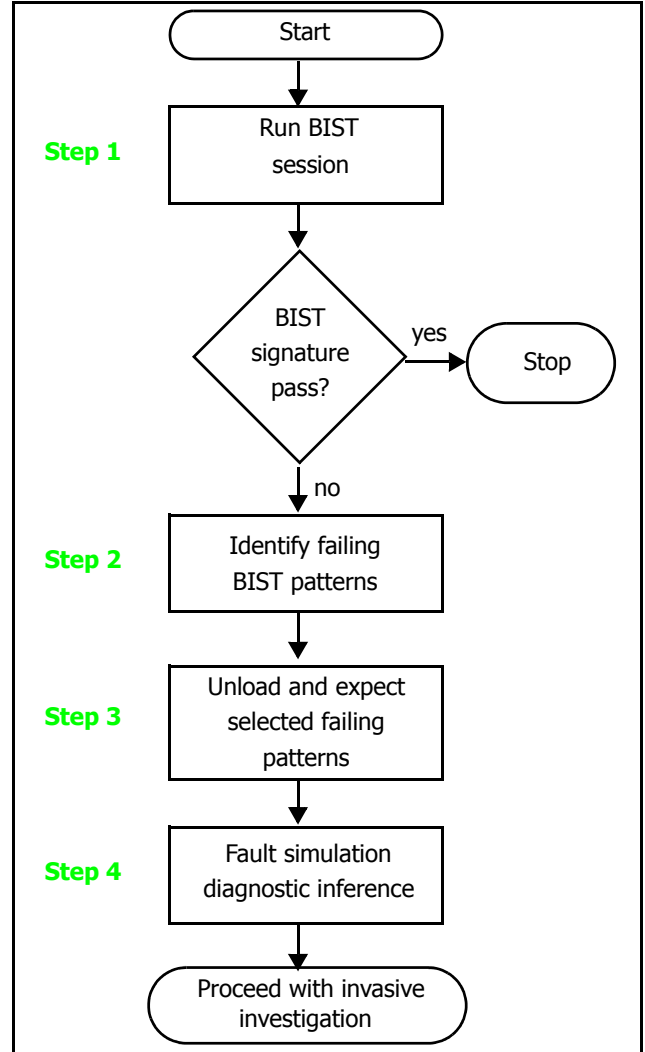 Start
Step 1
Run BIST
session
BIST
signature
pass?
yes
Stop
no
Step 2
Identify failing
BIST patterns
Step 3
Unload and expect
selected failing
patterns
Step 4
Fault simulation
diagnostic inference
Proceed with invasive
investigation